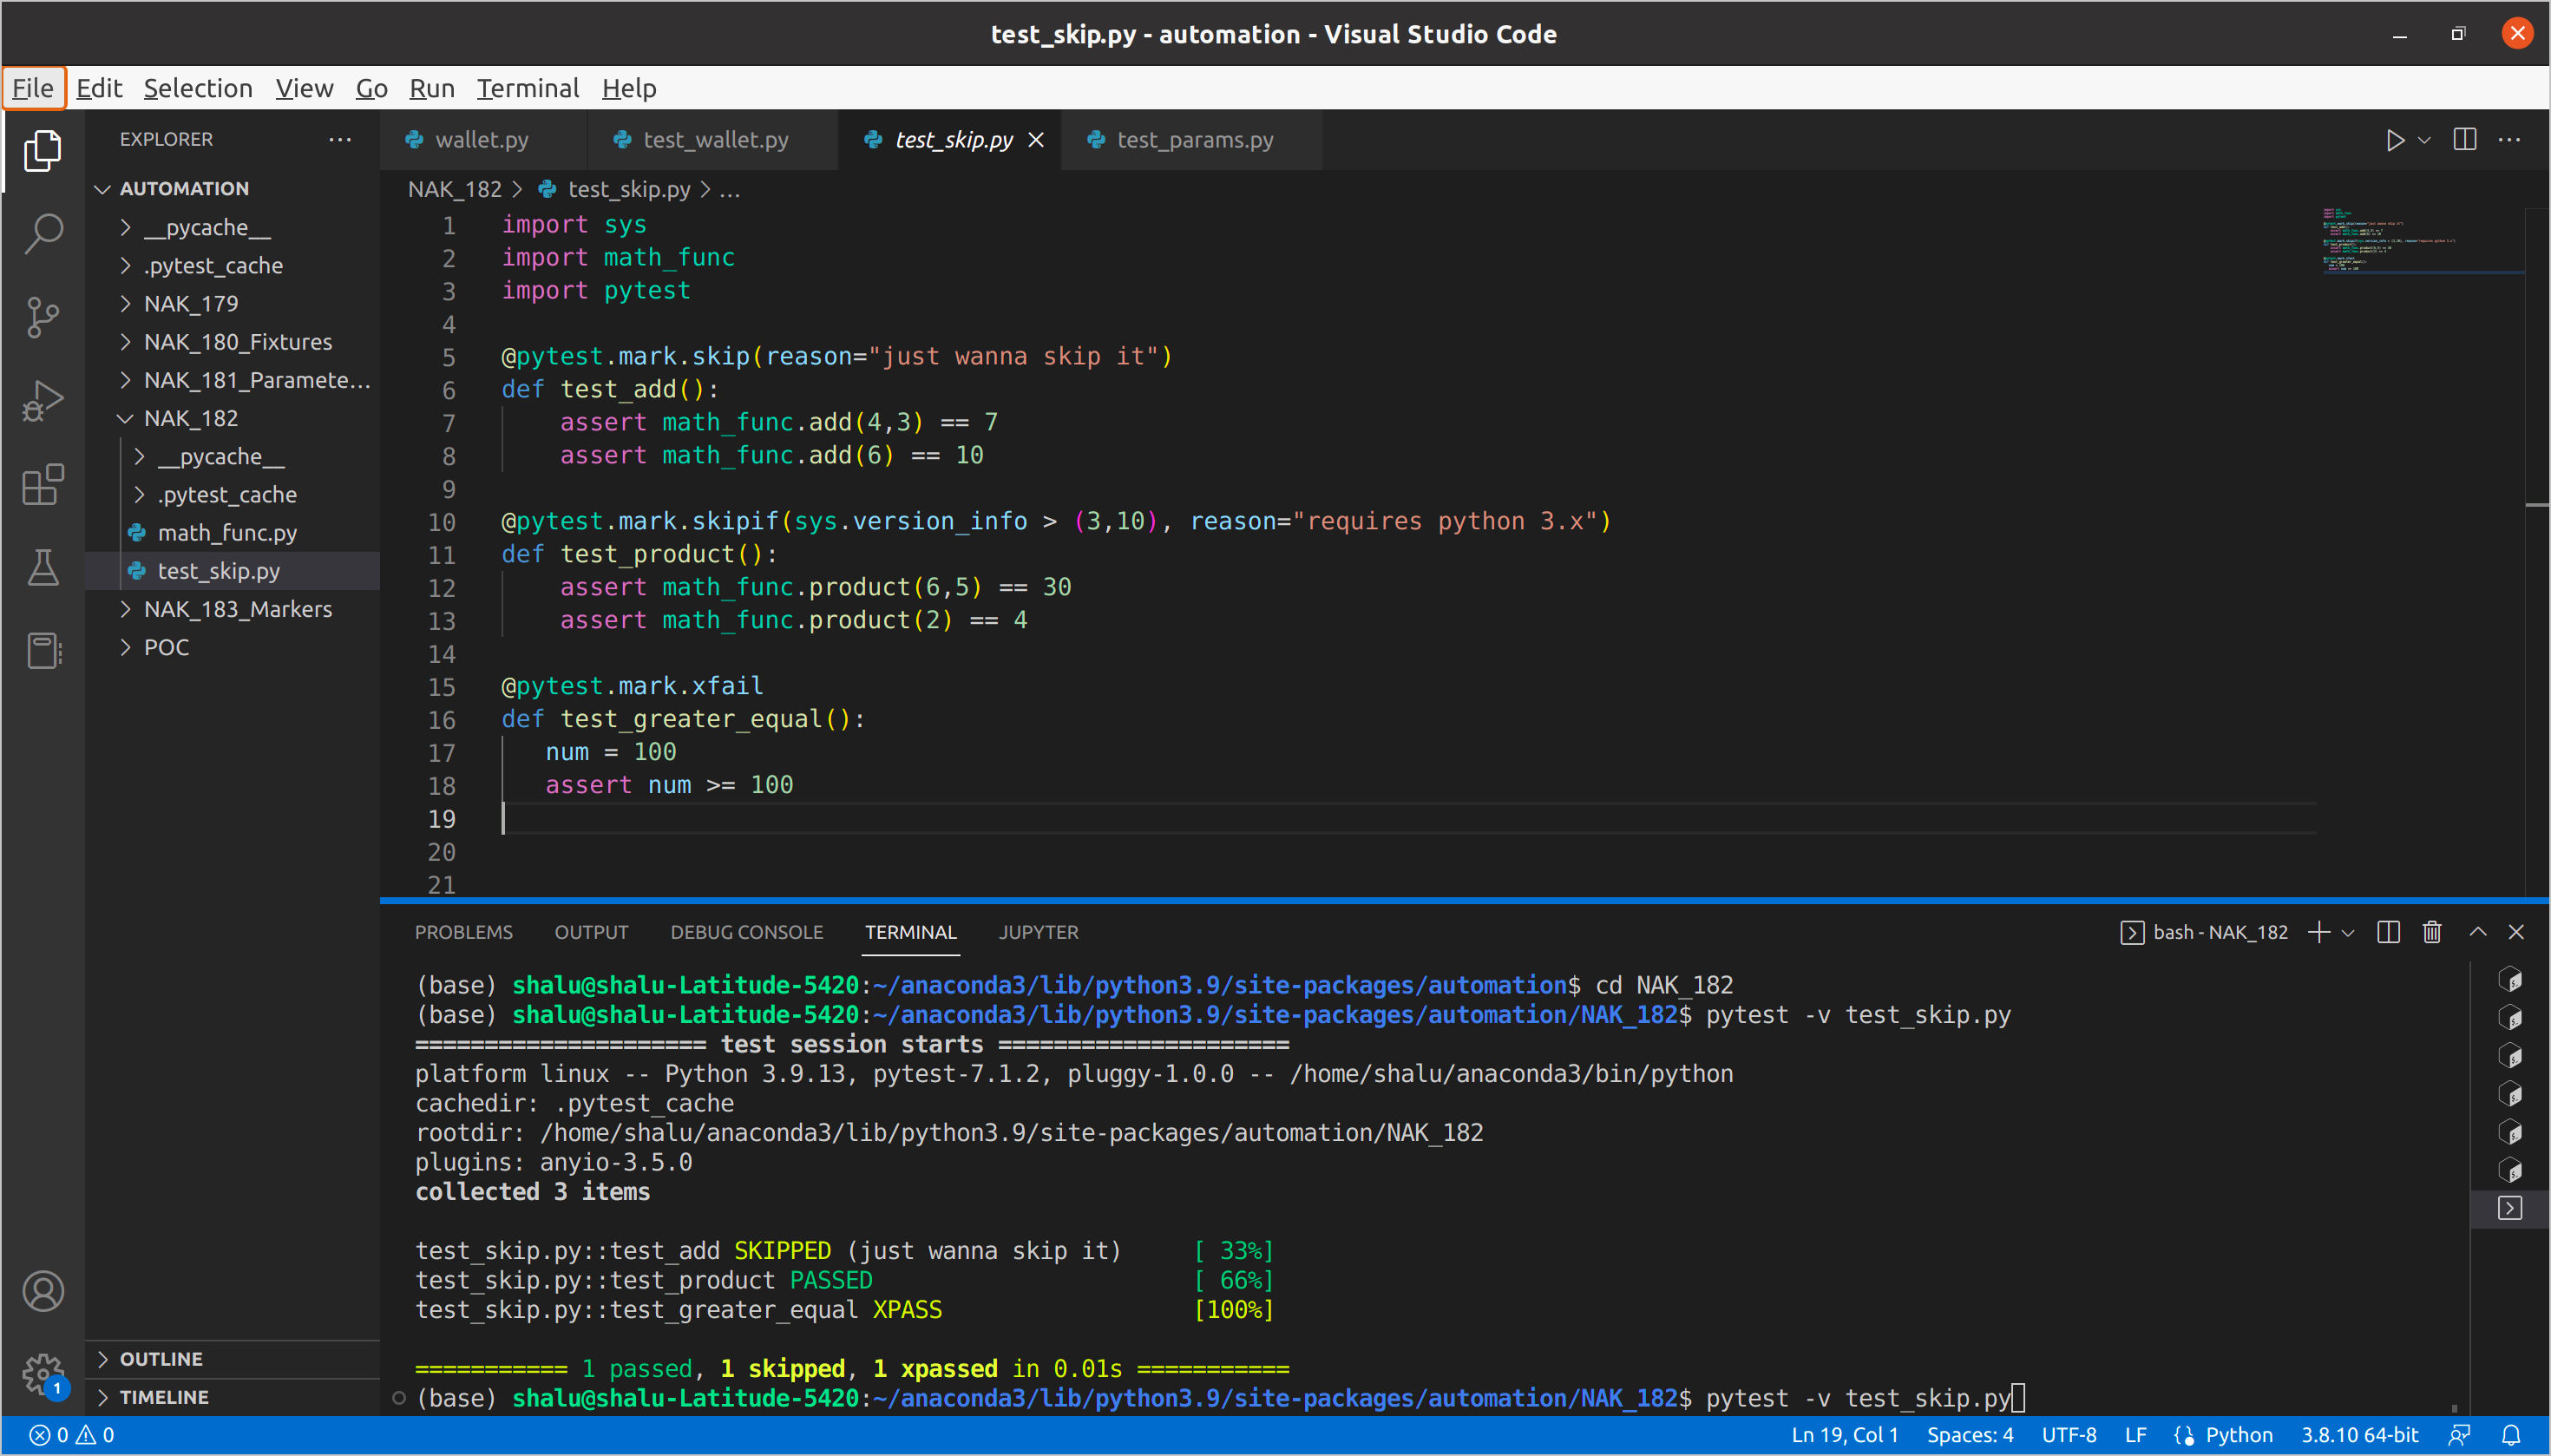 test_skip.py - automation - Visual Studio Code
File Edit Selection View Go Run Terminal Help
EXPLORER
AUTOMATION
__pycache__
.pytest_cache
NAK_179
NAK_180_Fixtures
NAK_181_Paramete...
NAK_182
__pycache__
.pytest_cache
math_func.py
test_skip.py
NAK_183_Markers
POC
OUTLINE
TIMELINE
wallet.py test_wallet.py test_skip.py test_params.py
NAK_182 > test_skip.py > ...
1 import sys
2 import math_func
3 import pytest
4
5 @pytest.mark.skip(reason="just wanna skip it")
6 def test_add():
7 assert math_func.add(4,3) == 7
8 assert math_func.add(6) == 10
9
10 @pytest.mark.skipif(sys.version_info > (3,10), reason="requires python 3.x")
11 def test_product():
12 assert math_func.product(6,5) == 30
13 assert math_func.product(2) == 4
14
15 @pytest.mark.xfail
16 def test_greater_equal():
17 num = 100
18 assert num >= 100
19
20
21
PROBLEMS OUTPUT DEBUG CONSOLE TERMINAL JUPYTER
bash - NAK_182
(base) shalu@shalu-Latitude-5420:~/anaconda3/lib/python3.9/site-packages/automation$ cd NAK_182
(base) shalu@shalu-Latitude-5420:~/anaconda3/lib/python3.9/site-packages/automation/NAK_182$ pytest -v test_skip.py
===================== test session starts =====================
platform linux -- Python 3.9.13, pytest-7.1.2, pluggy-1.0.0 -- /home/shalu/anaconda3/bin/python
cachedir: .pytest_cache
rootdir: /home/shalu/anaconda3/lib/python3.9/site-packages/automation/NAK_182
plugins: anyio-3.5.0
collected 3 items
test_skip.py::test_add SKIPPED (just wanna skip it) [ 33%]
test_skip.py::test_product PASSED [ 66%]
test_skip.py::test_greater_equal XPASS [100%]
=========== 1 passed, 1 skipped, 1 xpassed in 0.01s ===========
(base) shalu@shalu-Latitude-5420:~/anaconda3/lib/python3.9/site-packages/automation/NAK_182$ pytest -v test_skip.py
1
0 0
Ln 19, Col 1 Spaces: 4 UTF-8 LF Python 3.8.10 64-bit